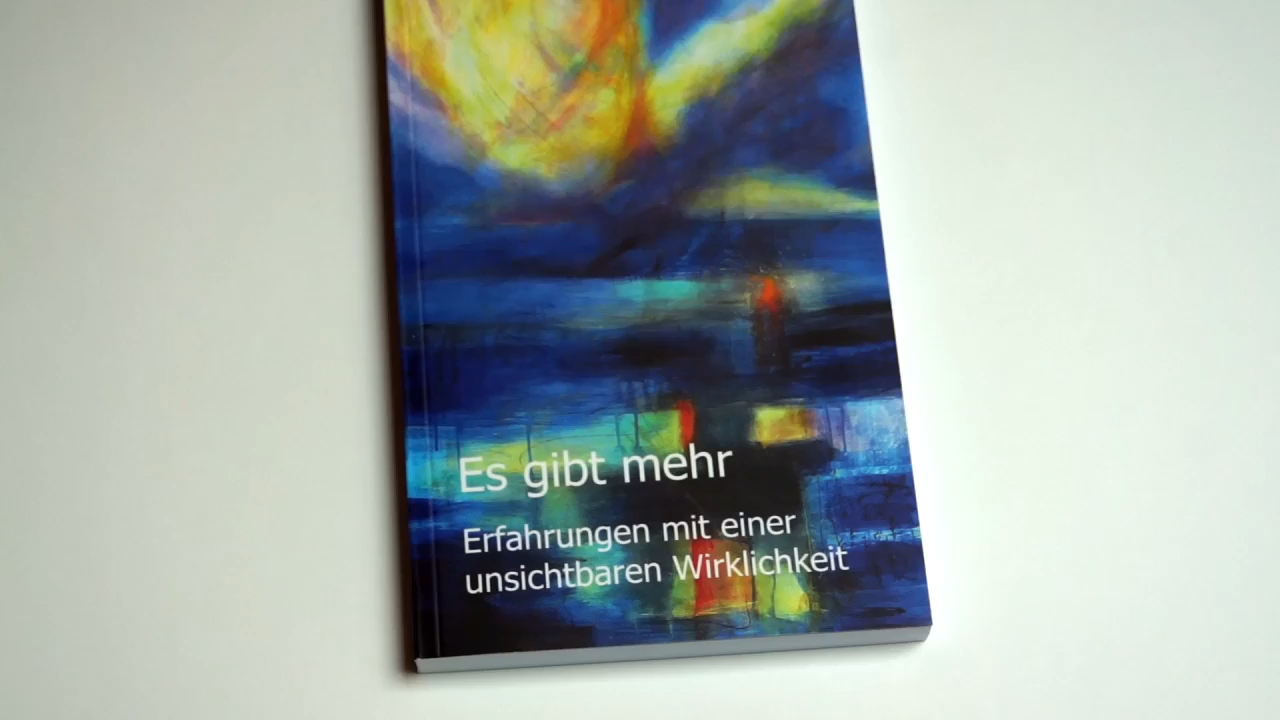 Es gibt mehr
Erfahrungen mit einer
unsichtbaren Wirklichkeit